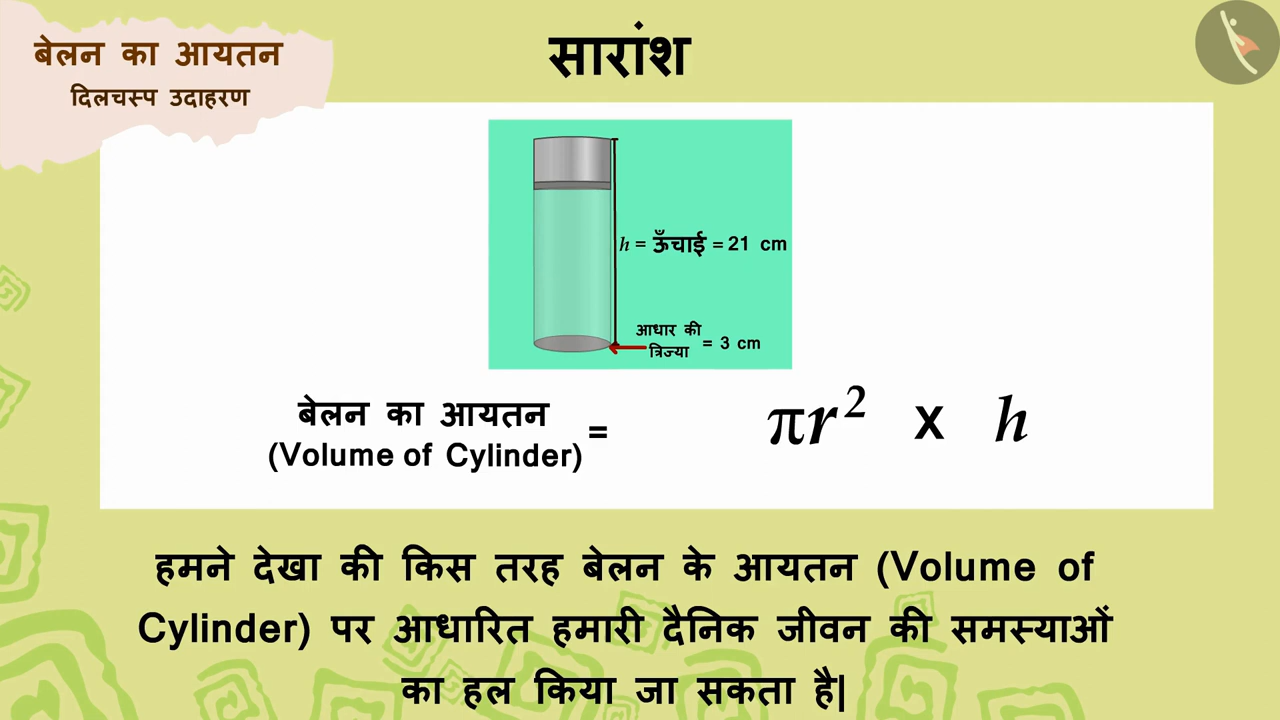 बेलन का आयतन
दिलचस्प उदाहरण
सारांश
h = ऊँचाई = 21 cm
आधार की
त्रिज्या = 3 cm
बेलन का आयतन
(Volume of Cylinder) = πr² x h
हमने देखा की किस तरह बेलन के आयतन (Volume of
Cylinder) पर आधारित हमारी दैनिक जीवन की समस्याओं
का हल किया जा सकता है|